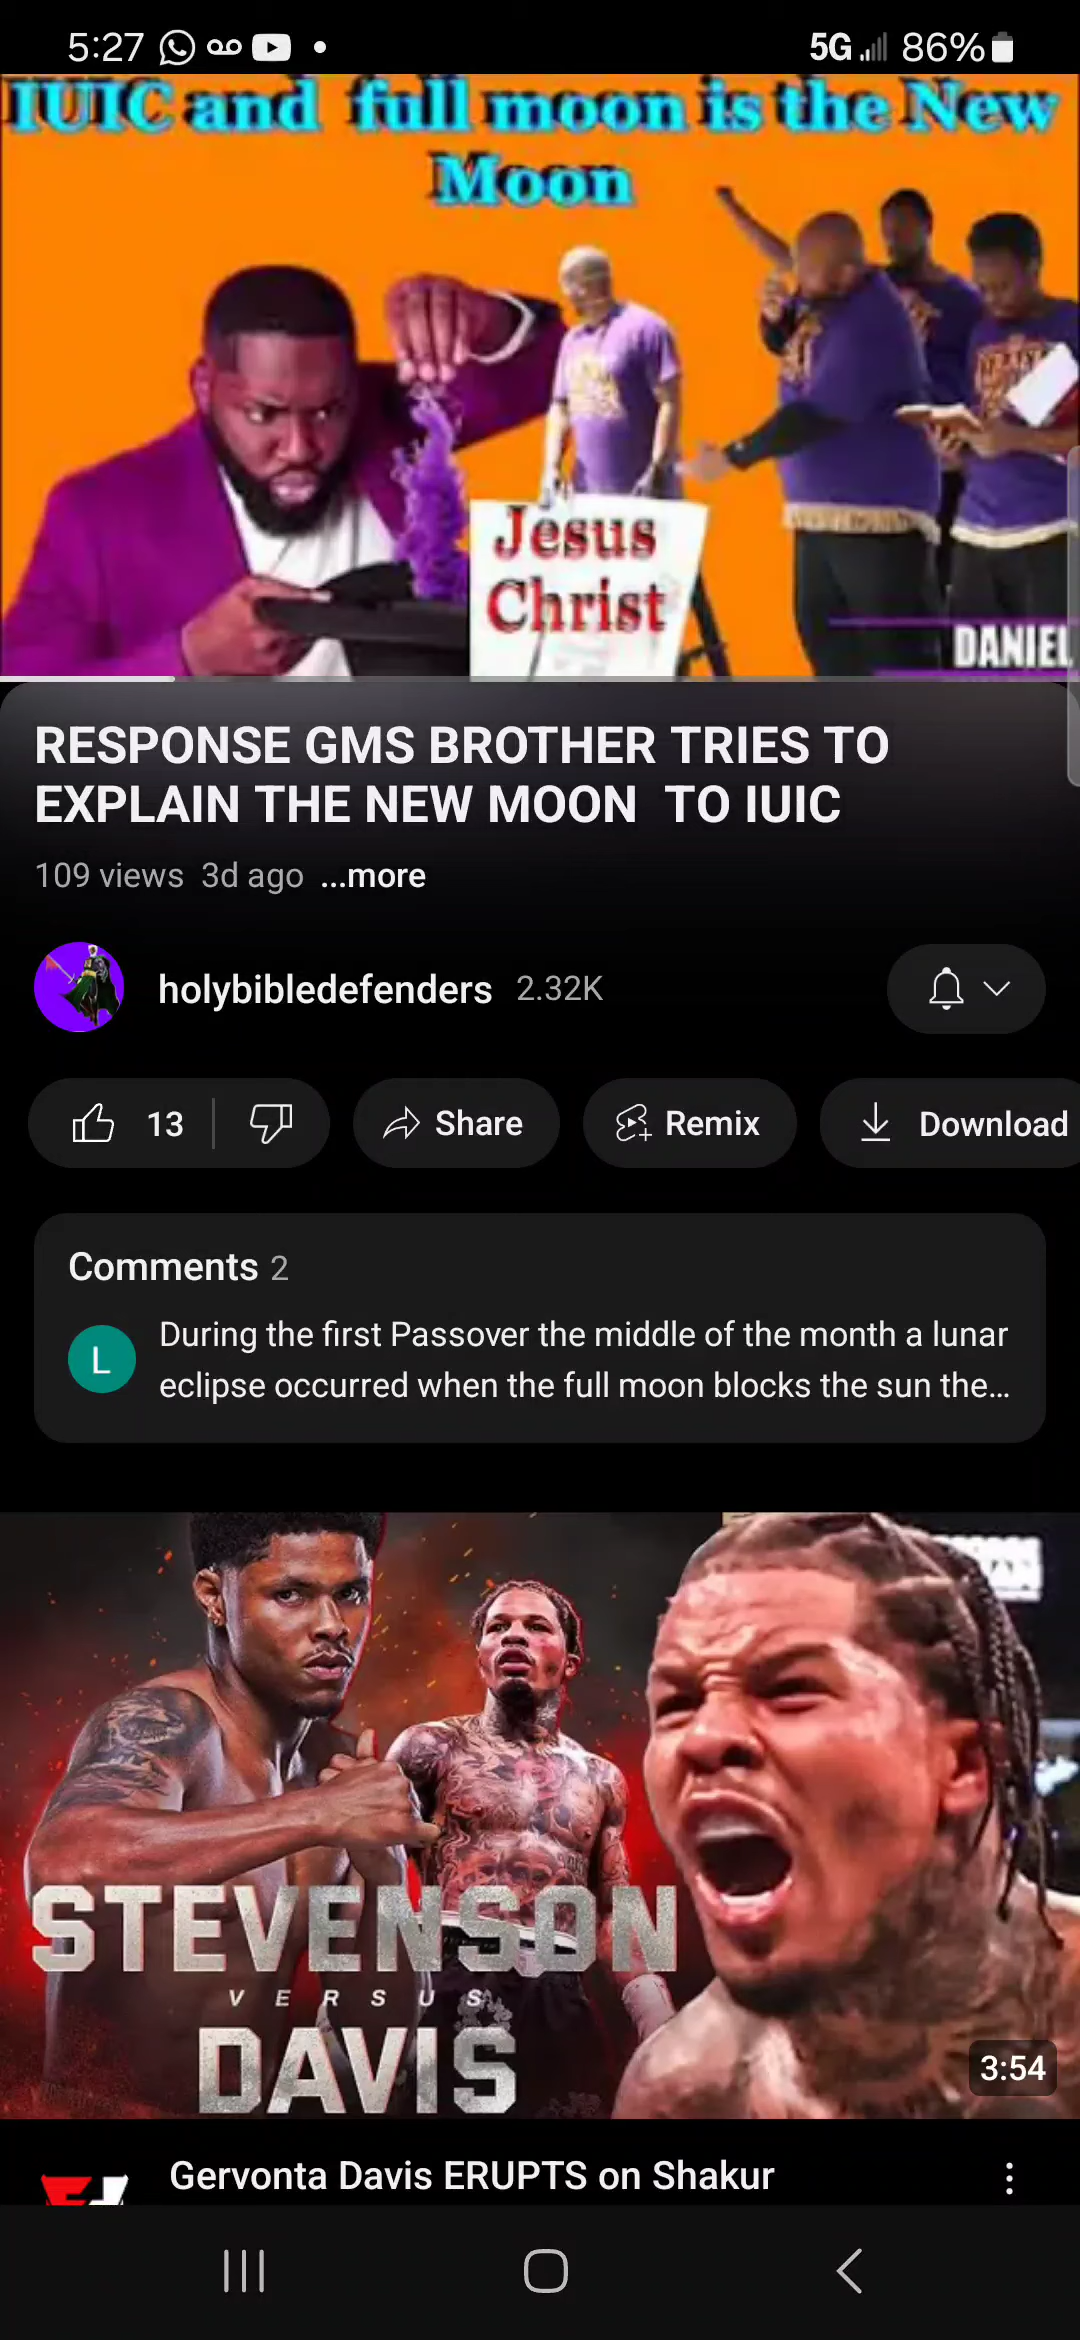 5:27
5G 86%
IUIC and full moon is the New
Moon
Jesus
Christ
DANIEL
RESPONSE GMS BROTHER TRIES TO
EXPLAIN THE NEW MOON TO IUIC
109 views 3d ago ...more
holybibledefenders 2.32K
13 Share Remix Download
Comments 2
L
During the first Passover the middle of the month a lunar
eclipse occurred when the full moon blocks the sun the...
STEVENSON
VERSUS
DAVIS
3:54
Gervonta Davis ERUPTS on Shakur